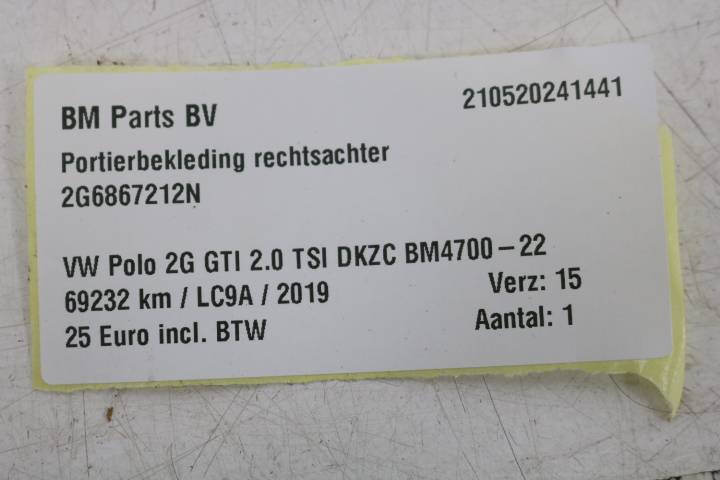 BM Parts BV 210520241441
Portierbekleding rechtsachter
2G6867212N
VW Polo 2G GTI 2.0 TSI DKZC BM4700-22
69232 km / LC9A / 2019 Verz: 15
25 Euro incl. BTW Aantal: 1